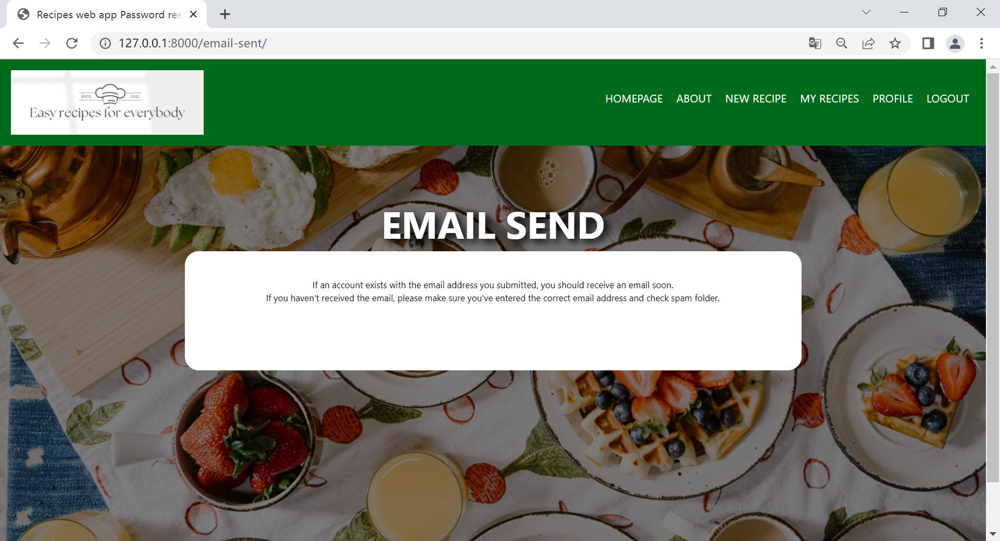 Recipes web app Password res
127.0.0.1:8000/email-sent/
ESTD 2022
Easy recipes for everybody
HOMEPAGE ABOUT NEW RECIPE MY RECIPES PROFILE LOGOUT
EMAIL SEND
If an account exists with the email address you submitted, you should receive an email soon.
If you haven't received the email, please make sure you've entered the correct email address and check spam folder.